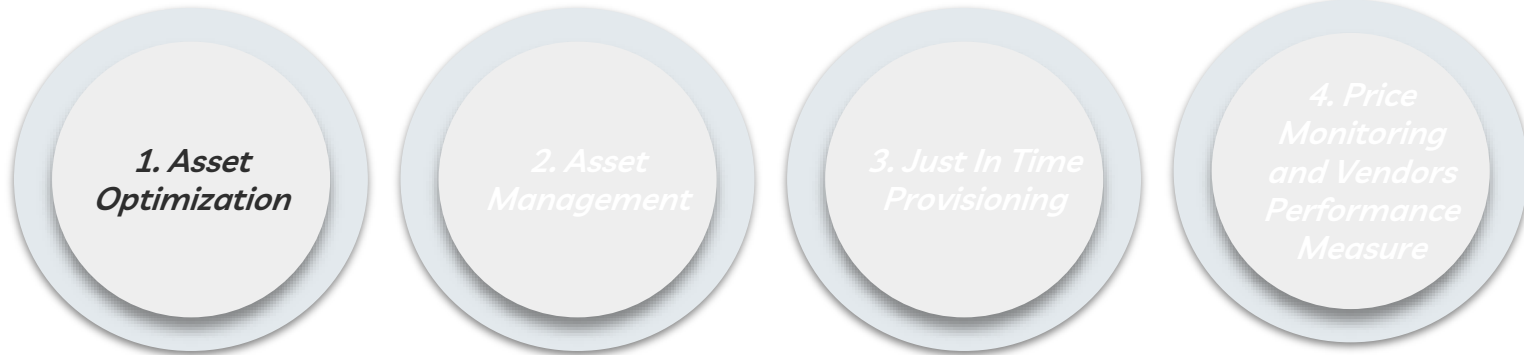 1. Asset
Optimization
2. Asset
Management
3. Just In Time
Provisioning
4. Price
Monitoring
and Vendors
Performance
Measure